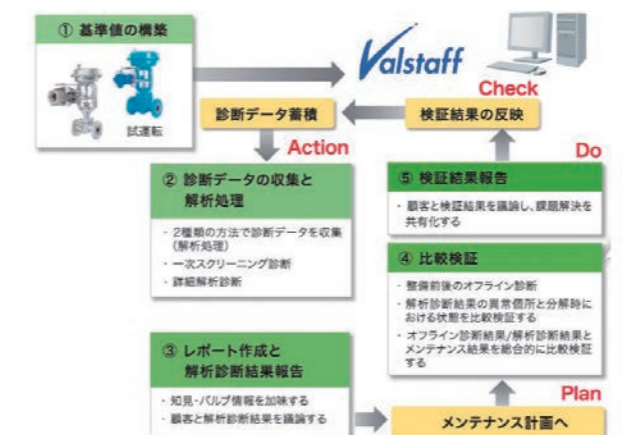 ① 基準値の構築
試運転
Valstaff
Check
診断データ蓄積
検証結果の反映
Action
Do
② 診断データの収集と
解析処理
・2種類の方法で診断データを収集
(解析処理)
・一次スクリーニング診断
・詳細解析診断
⑤ 検証結果報告
・顧客と検証結果を議論し、課題解決を
共有化する
④ 比較検証
・整備前後のオフライン診断
・解析診断結果の異常個所と分解時に
おける状態を比較検証する
・オフライン診断結果/解析診断結果と
メンテナンス結果を総合的に比較検証
する
③ レポート作成と
解析診断結果報告
・知見・バルブ情報を加味する
・顧客と解析診断結果を議論する
Plan
メンテナンス計画へ